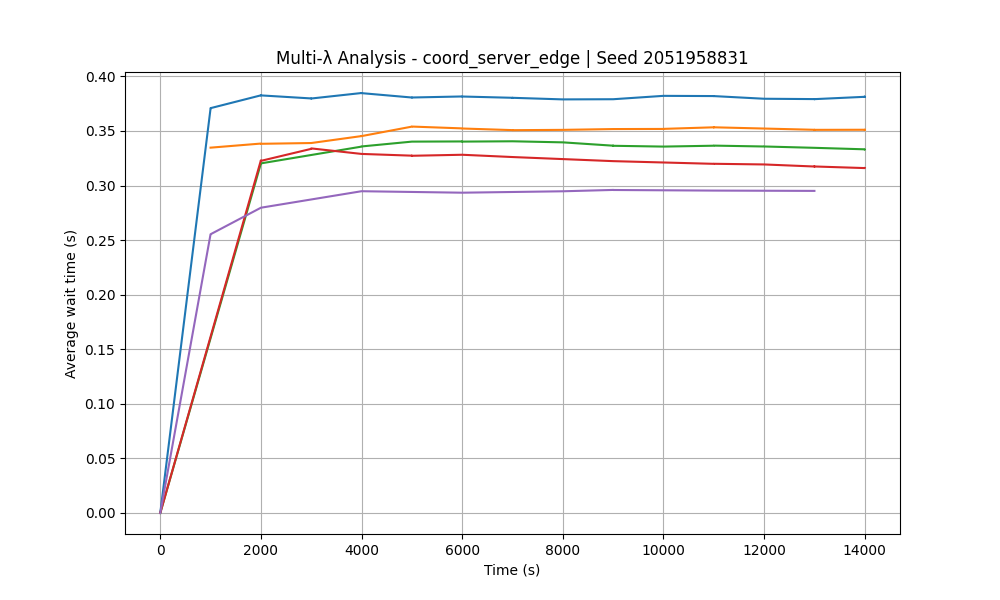 Multi-λ Analysis - coord_server_edge | Seed 2051958831
Average wait time (s)
0.40
0.35
0.30
0.25
0.20
0.15
0.10
0.05
0.00
0 2000 4000 6000 8000 10000 12000 14000
Time (s)